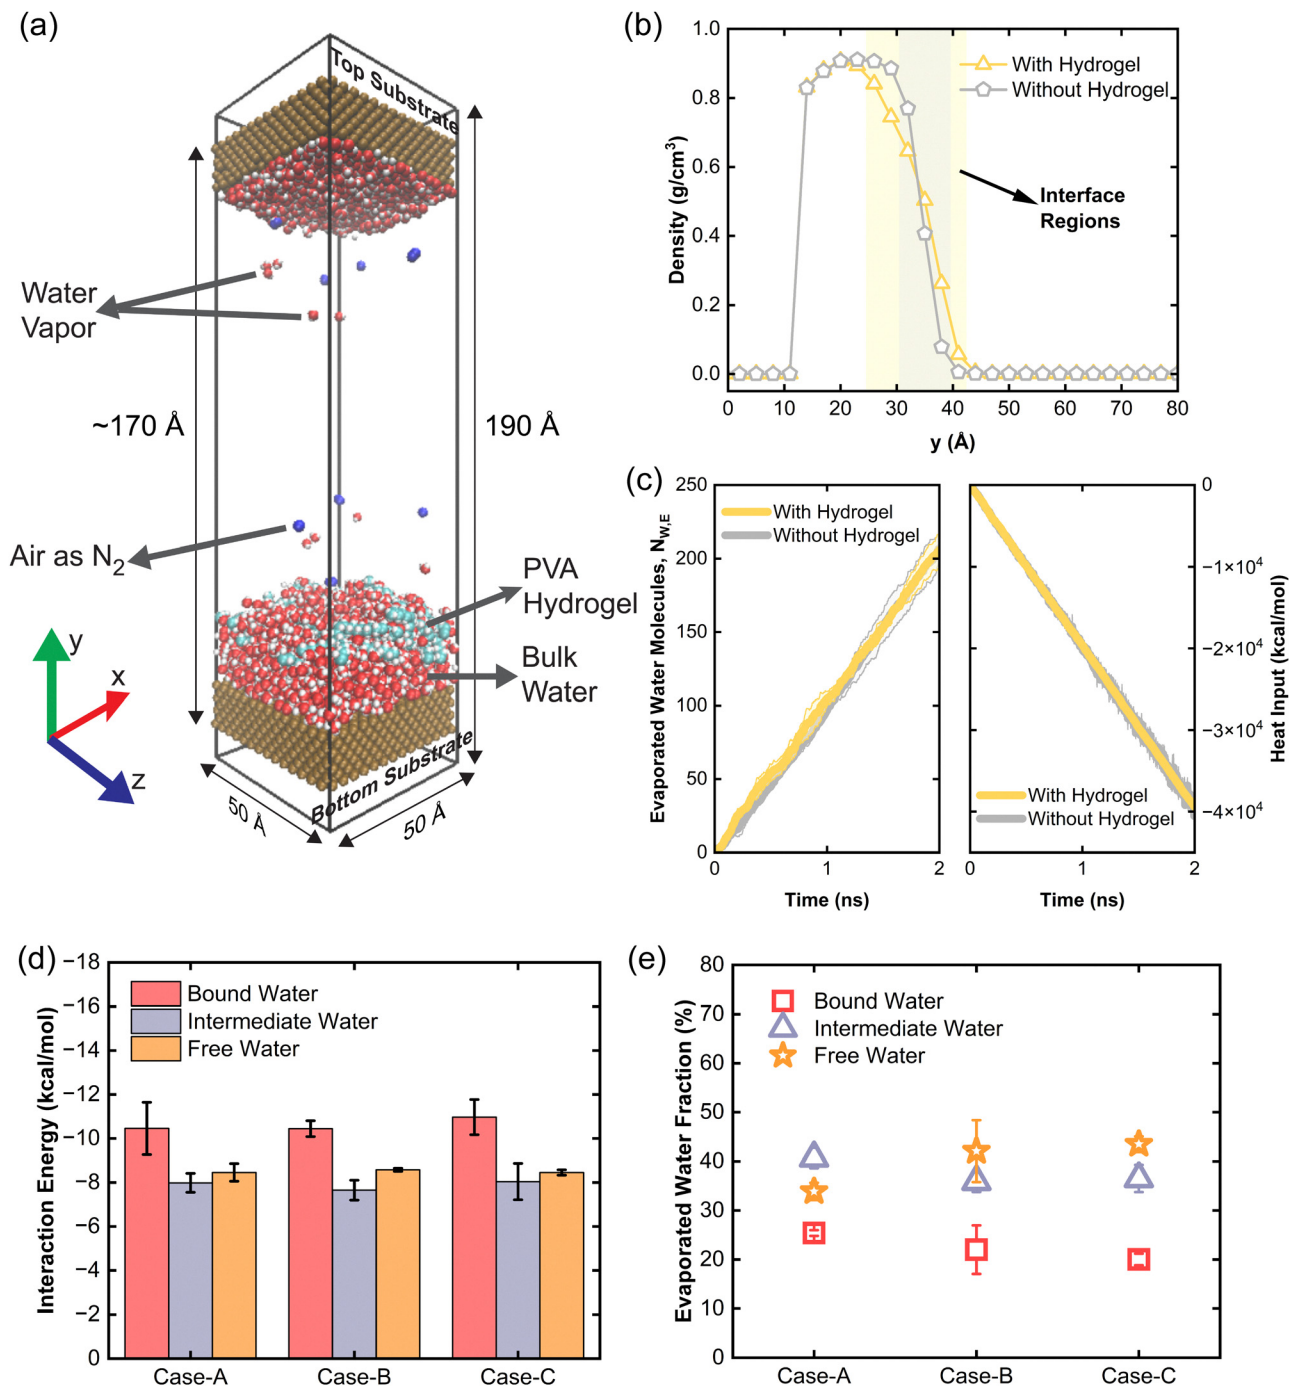 (a)
Top Substrate
Water
Vapor
~170 Å
190 Å
Air as N2
PVA
Hydrogel
Bulk
Water
y
x
z
Bottom Substrate
50 Å
50 Å
(b)
1.0
0.8
0.6
0.4
0.2
0.0
Density (g/cm³)
With Hydrogel
Without Hydrogel
Interface
Regions
0 10 20 30 40 50 60 70 80
y (Å)
(c)
250
200
150
100
50
0
Evaporated Water Molecules, NW,E
With Hydrogel
Without Hydrogel
0 1 2
Time (ns)
0
−1×10⁴
−2×10⁴
−3×10⁴
−4×10⁴
Heat Input (kcal/mol)
With Hydrogel
Without Hydrogel
0 1 2
Time (ns)
(d)
−18
−16
−14
−12
−10
−8
−6
−4
−2
0
Interaction Energy (kcal/mol)
Bound Water
Intermediate Water
Free Water
Case-A Case-B Case-C
(e)
80
70
60
50
40
30
20
10
0
Evaporated Water Fraction (%)
Bound Water
Intermediate Water
Free Water
Case-A Case-B Case-C